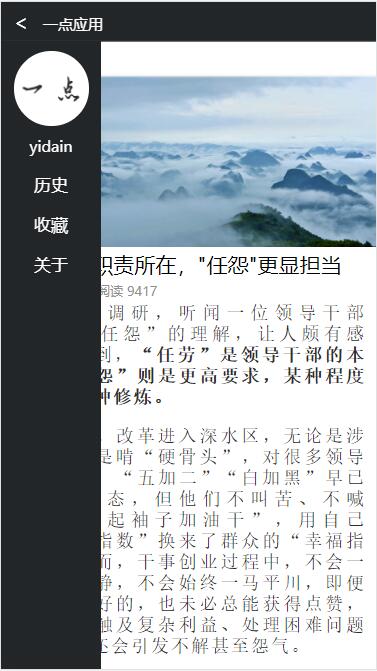 < 一点应用
一 点
yidain
历史
收藏
关于
职责所在，"任怨"更显担当
阅读 9417
调研，听闻一位领导干部
任怨”的理解，让人颇有感
到，“任劳”是领导干部的本
怨”则是更高要求，某种程度
种修炼。
改革进入深水区，无论是涉
是啃“硬骨头”，对很多领导
“五加二”“白加黑”早已
态，但他们不叫苦、不喊
起袖子加油干”，用自己
指数”换来了群众的“幸福指
而，干事创业过程中，不会一
静，不会始终一马平川，即便
好的，也未必总能获得点赞，
触及复杂利益、处理困难问题
还会引发不解甚至怨气。